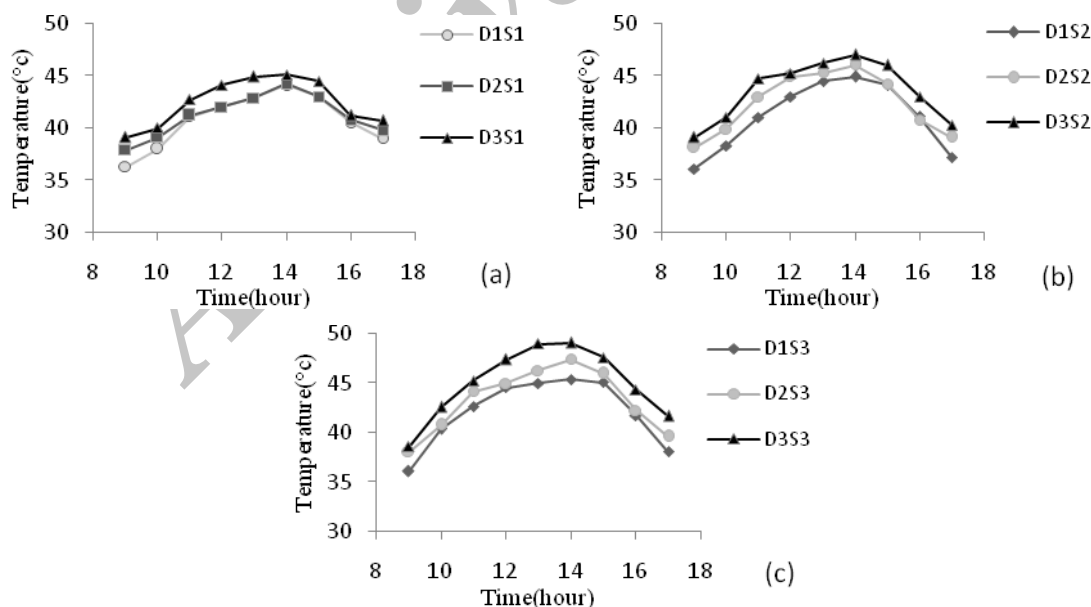 50
45
40
35
30
Temperature(°c)
8 10 12 14 16 18
Time(hour)
D1S1
D2S1
D3S1
(a)
50
45
40
35
30
Temperature(°c)
8 10 12 14 16 18
Time(hour)
D1S2
D2S2
D3S2
(b)
50
45
40
35
30
Temperature(°c)
8 10 12 14 16 18
Time(hour)
D1S3
D2S3
D3S3
(c)